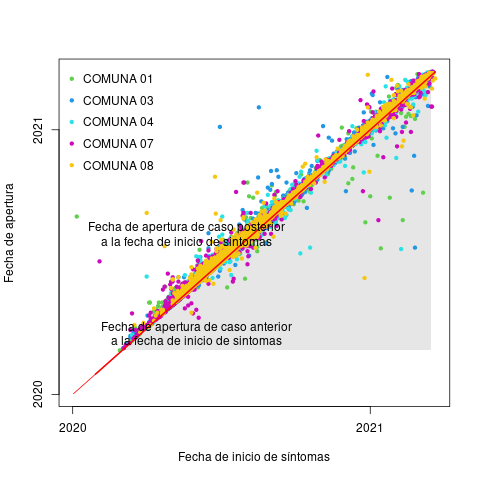 COMUNA 01
COMUNA 03
COMUNA 04
COMUNA 07
COMUNA 08
Fecha de apertura de caso posterior
a la fecha de inicio de síntomas
Fecha de apertura de caso anterior
a la fecha de inicio de síntomas
Fecha de apertura
2021
2020
2020
2021
Fecha de inicio de síntomas